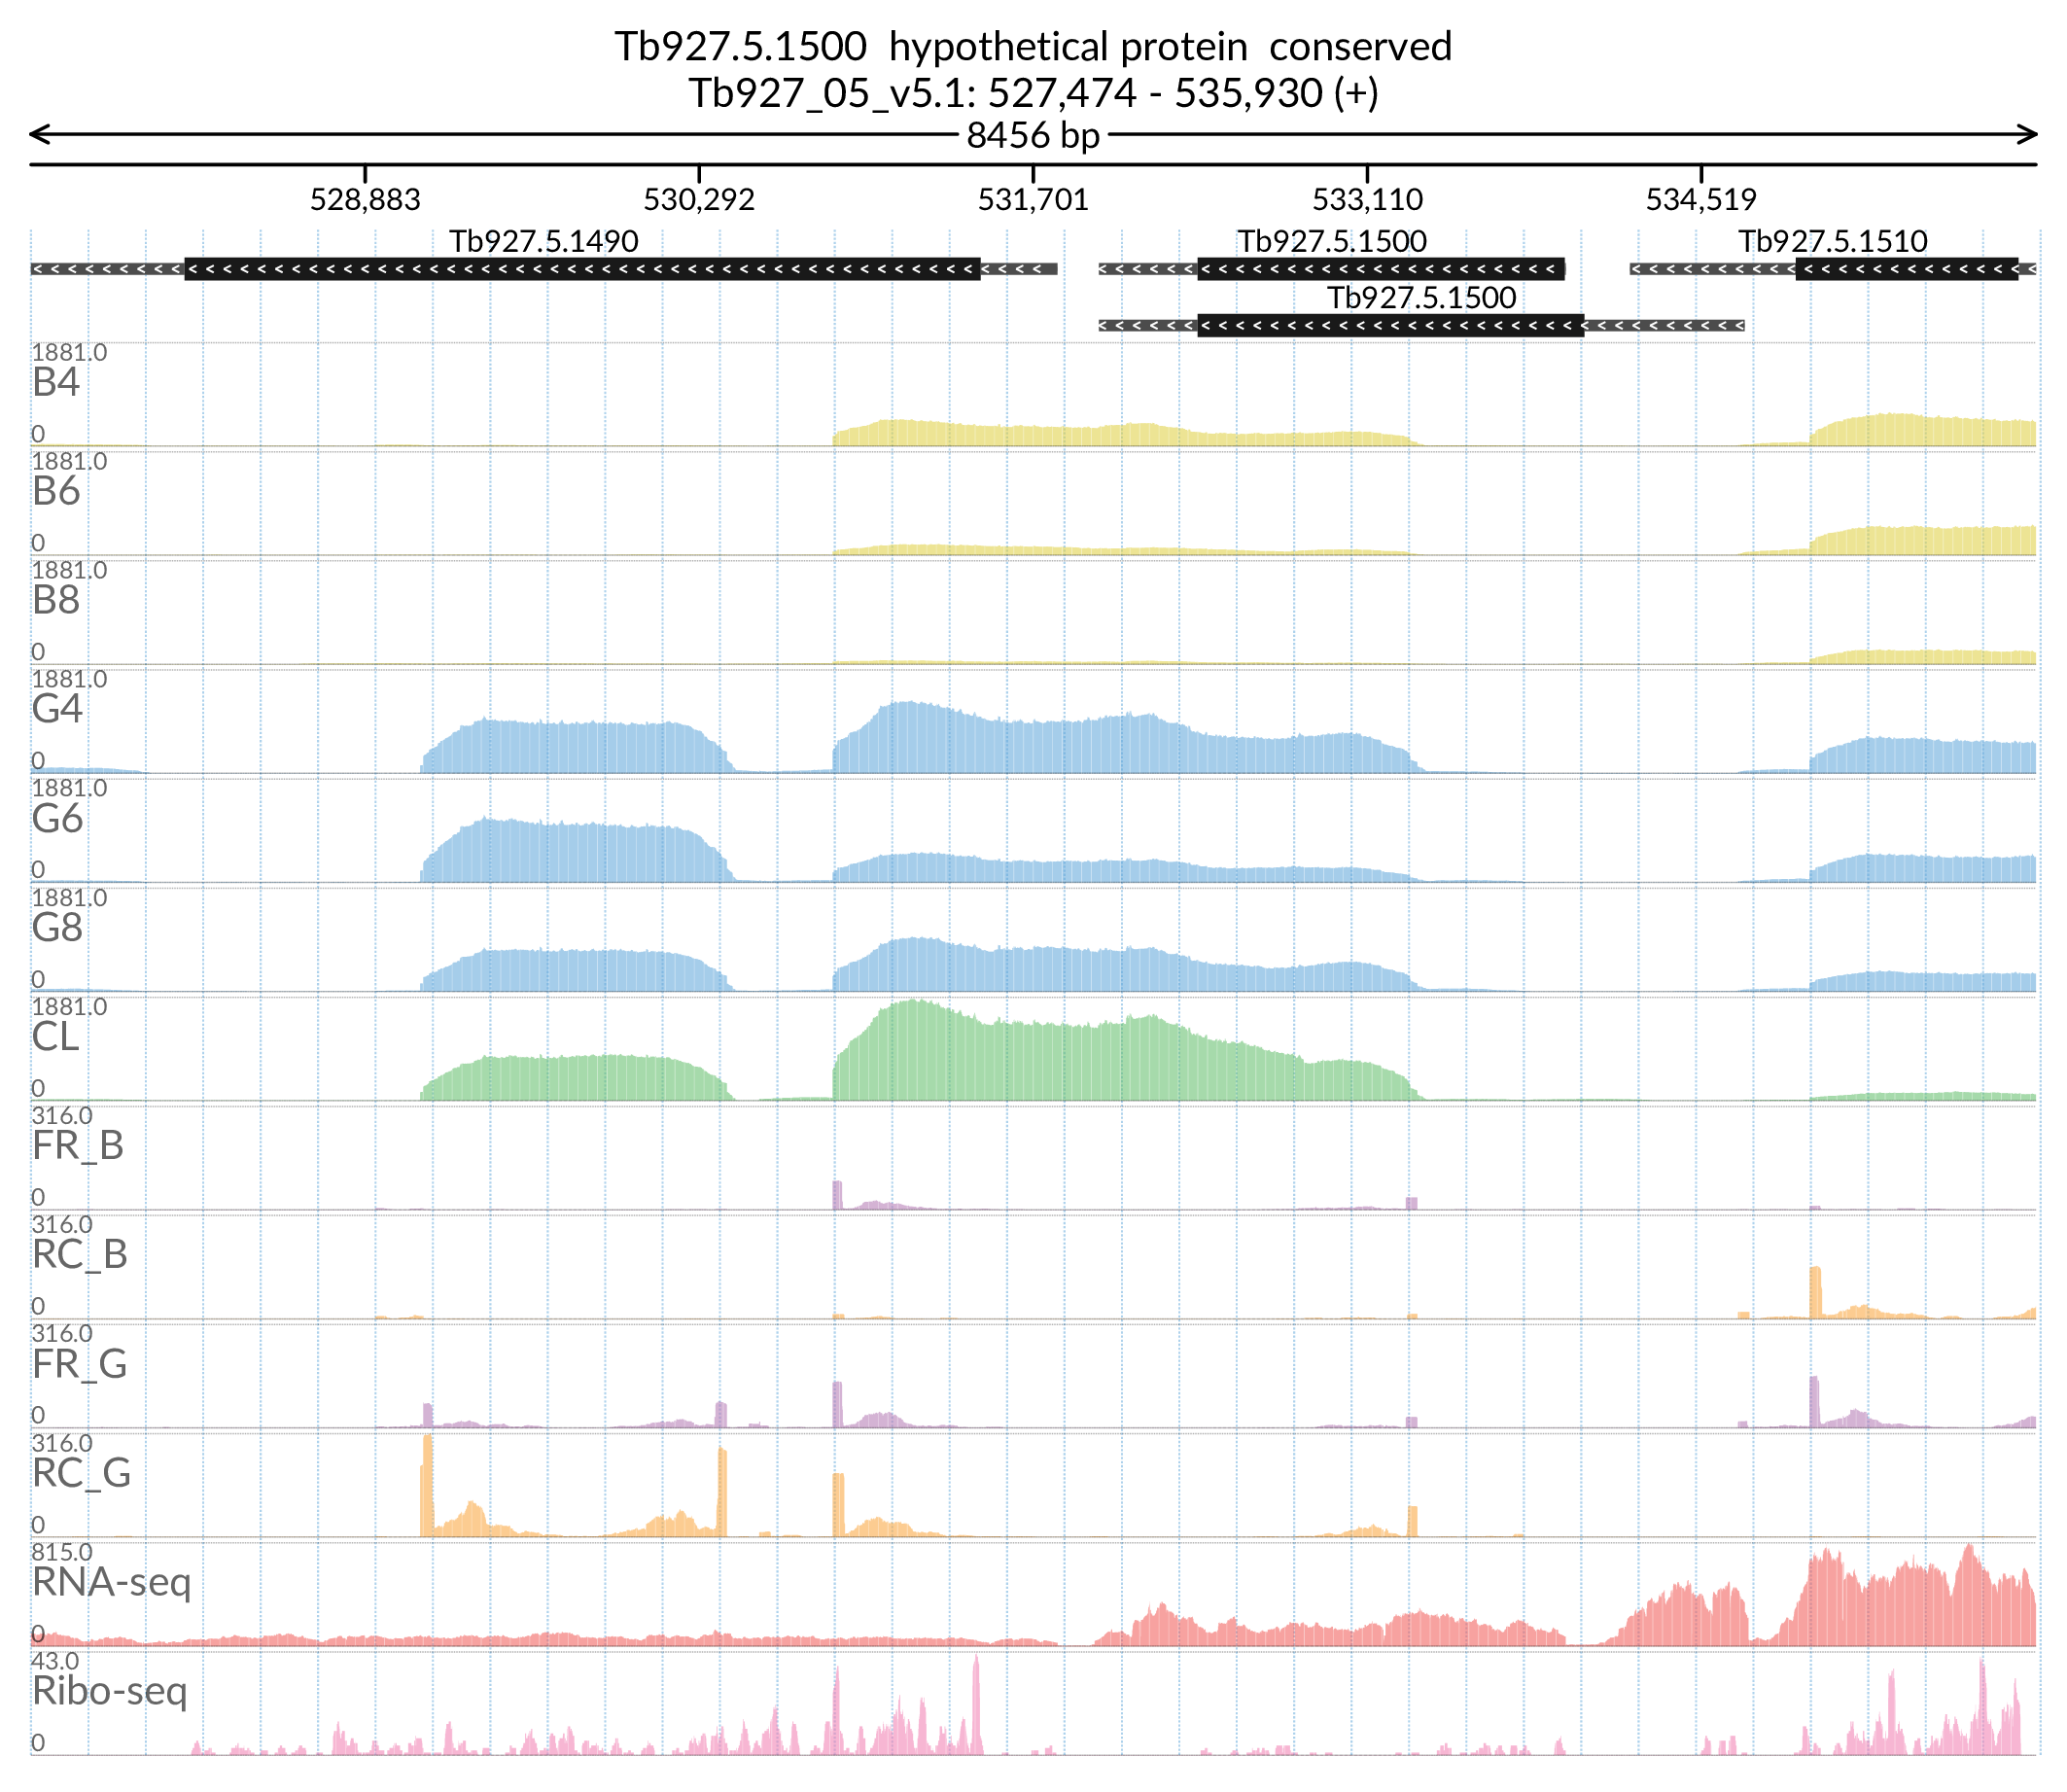 Tb927.5.1500  hypothetical protein  conserved
Tb927_05_v5.1: 527,474 - 535,930 (+)
8456 bp
528,883 530,292 531,701 533,110 534,519
Tb927.5.1490 Tb927.5.1500 Tb927.5.1510
Tb927.5.1500
1881.0
B4
0
1881.0
B6
0
1881.0
B8
0
1881.0
G4
0
1881.0
G6
0
1881.0
G8
0
1881.0
CL
0
316.0
FR_B
0
316.0
RC_B
0
316.0
FR_G
0
316.0
RC_G
0
815.0
RNA-seq
0
43.0
Ribo-seq
0